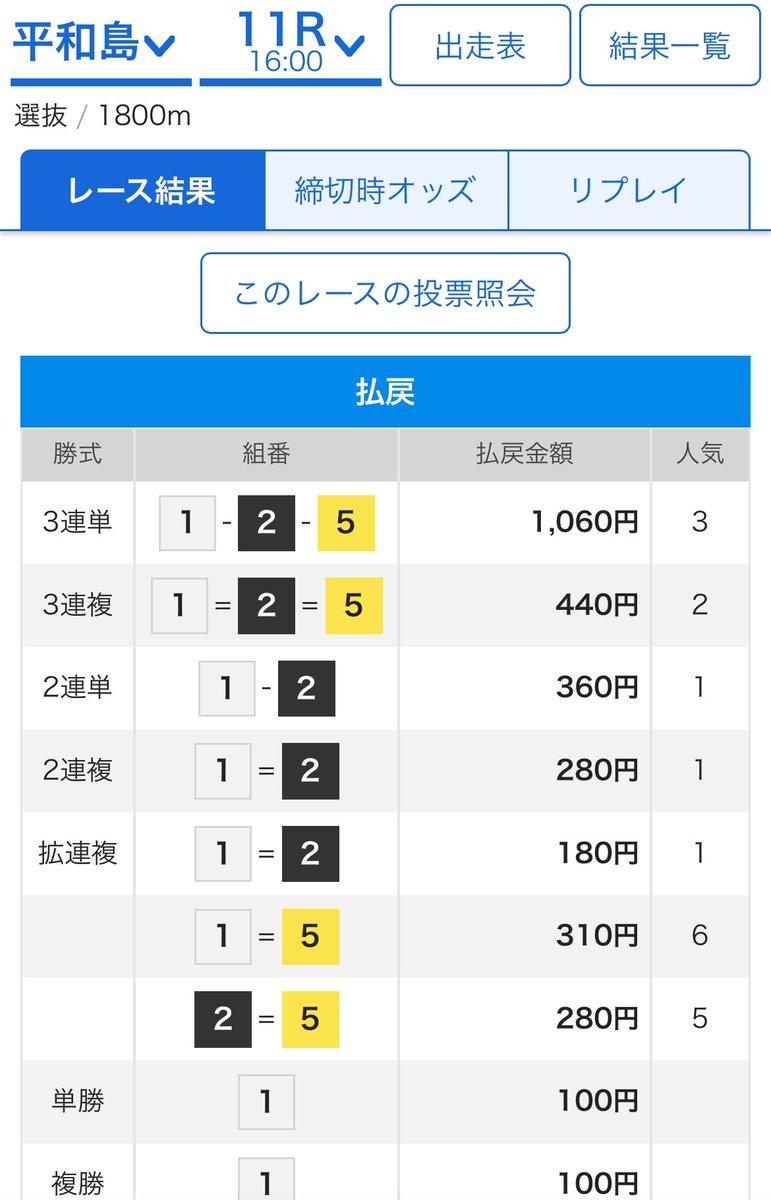 平和島 11R 16:00 出走表 結果一覧
選抜 / 1800m
レース結果 締切時オッズ リプレイ
このレースの投票照会
払戻
勝式 組番 払戻金額 人気
3連単 1 - 2 - 5 1,060円 3
3連複 1 = 2 = 5 440円 2
2連単 1 - 2 360円 1
2連複 1 = 2 280円 1
拡連複 1 = 2 180円 1
1 = 5 310円 6
2 = 5 280円 5
単勝 1 100円
複勝 1 100円